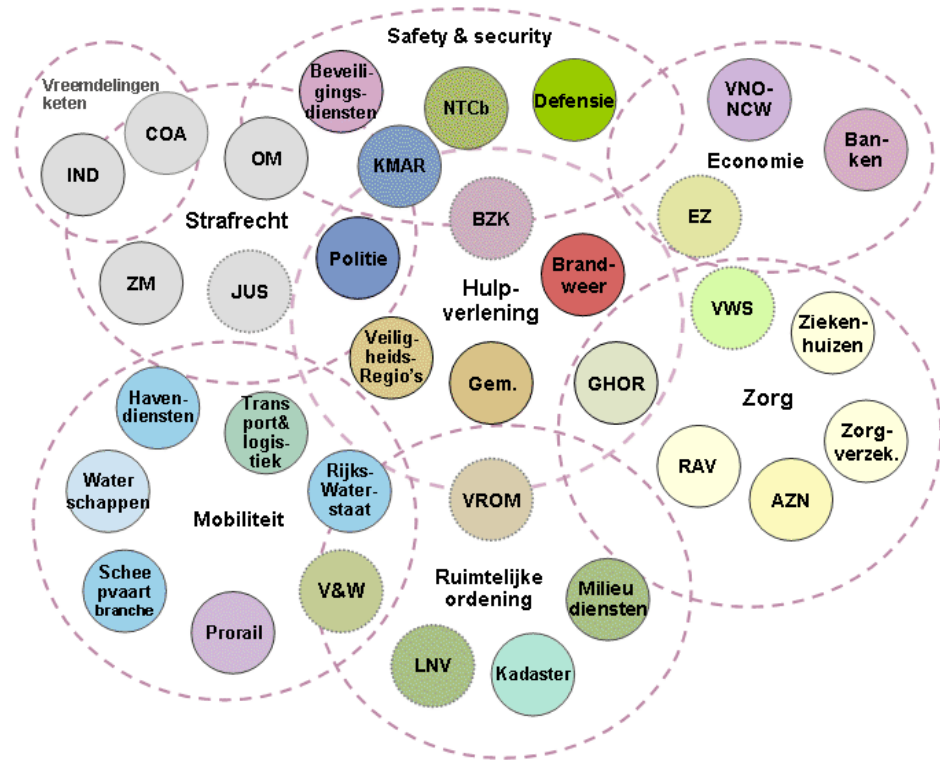 Safety & security
Vreemdelingen
keten
COA
IND
OM
Strafrecht
ZM
JUS
Beveili-
gings-
diensten
NTCb
Defensie
KMAR
Politie
BZK
Brand-
weer
Hulp-
verlening
Veilig-
heids-
Regio's
Gem.
GHOR
VNO-
NCW
Ban-
ken
Economie
EZ
VWS
Zieken-
huizen
Zorg
Zorg-
verzek.
RAV
AZN
Haven-
diensten
Trans
port&
logis-
tiek
Water
schappen
Rijks-
Water-
staat
Mobiliteit
Schee
pvaart
branche
Prorail
V&W
VROM
Ruimtelijke
ordening
Milieu
diensten
LNV
Kadaster